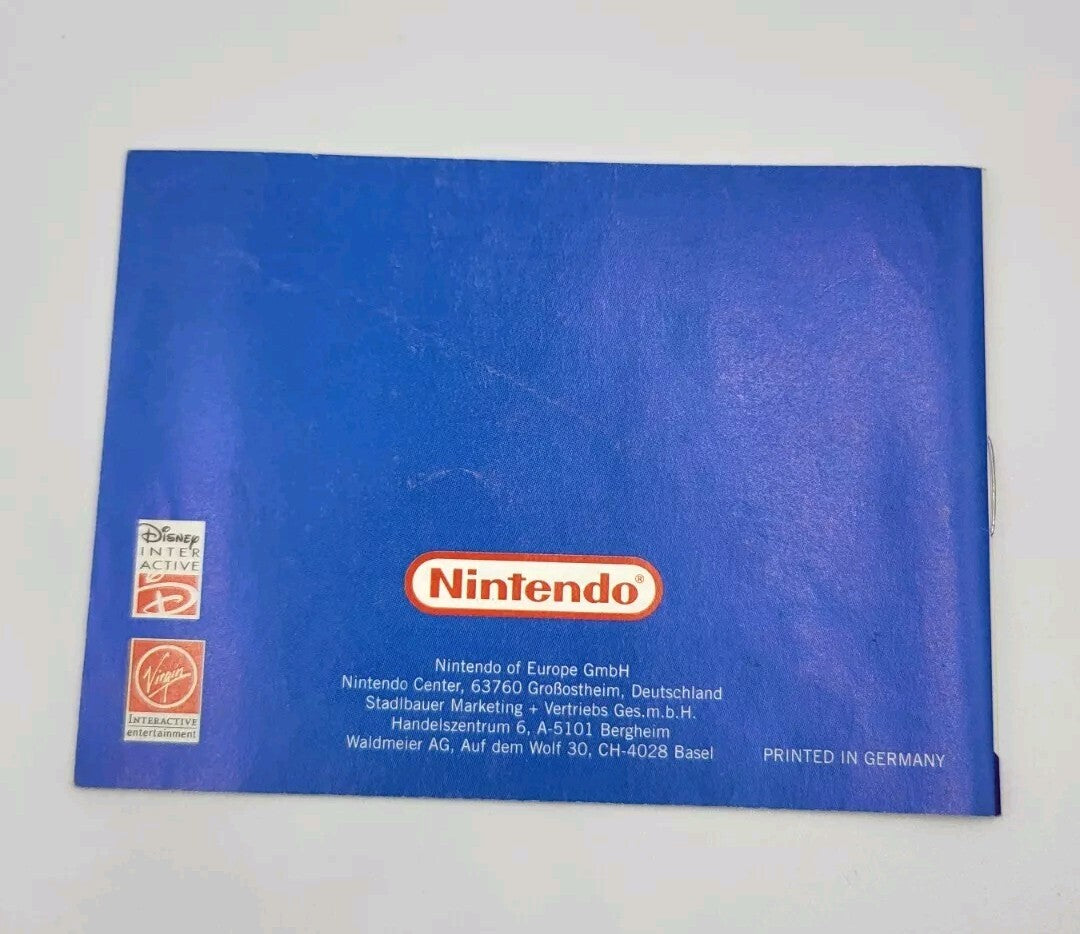 Disney
INTER
ACTIVE
Virgin
INTERACTIVE
entertainment
Nintendo®
Nintendo of Europe GmbH
Nintendo Center, 63760 Großostheim, Deutschland
Stadlbauer Marketing + Vertriebs Ges.m.b.H.
Handelszentrum 6, A-5101 Bergheim
Waldmeier AG, Auf dem Wolf 30, CH-4028 Basel
PRINTED IN GERMANY